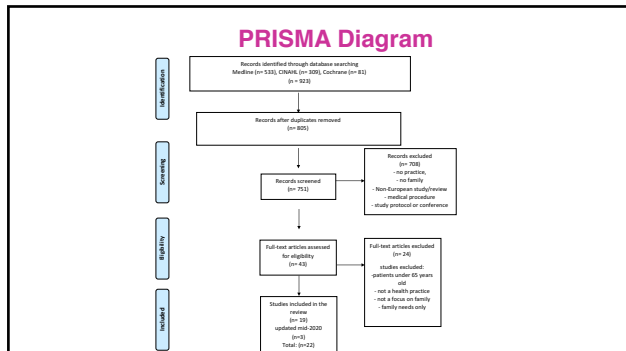 PRISMA Diagram
Identification
Records identified through database searching
Medline (n= 533), CINAHL (n= 309), Cochrane (n= 81)
(n = 923)
Records after duplicates removed
(n= 805)
Screening
Records screened
(n= 751)
Records excluded
(n= 708)
- no practice,
- no family
- Non-European study/review
- medical procedure
- study protocol or conference
Eligibility
Full-text articles assessed
for eligibility
(n= 43)
Full-text articles excluded
(n= 24)
studies excluded:
-patients under 65 years
old
- not a health practice
- not a focus on family
- family needs only
Included
Studies included in the
review
(n= 19)
updated mid-2020
(n=3)
Total: (n=22)